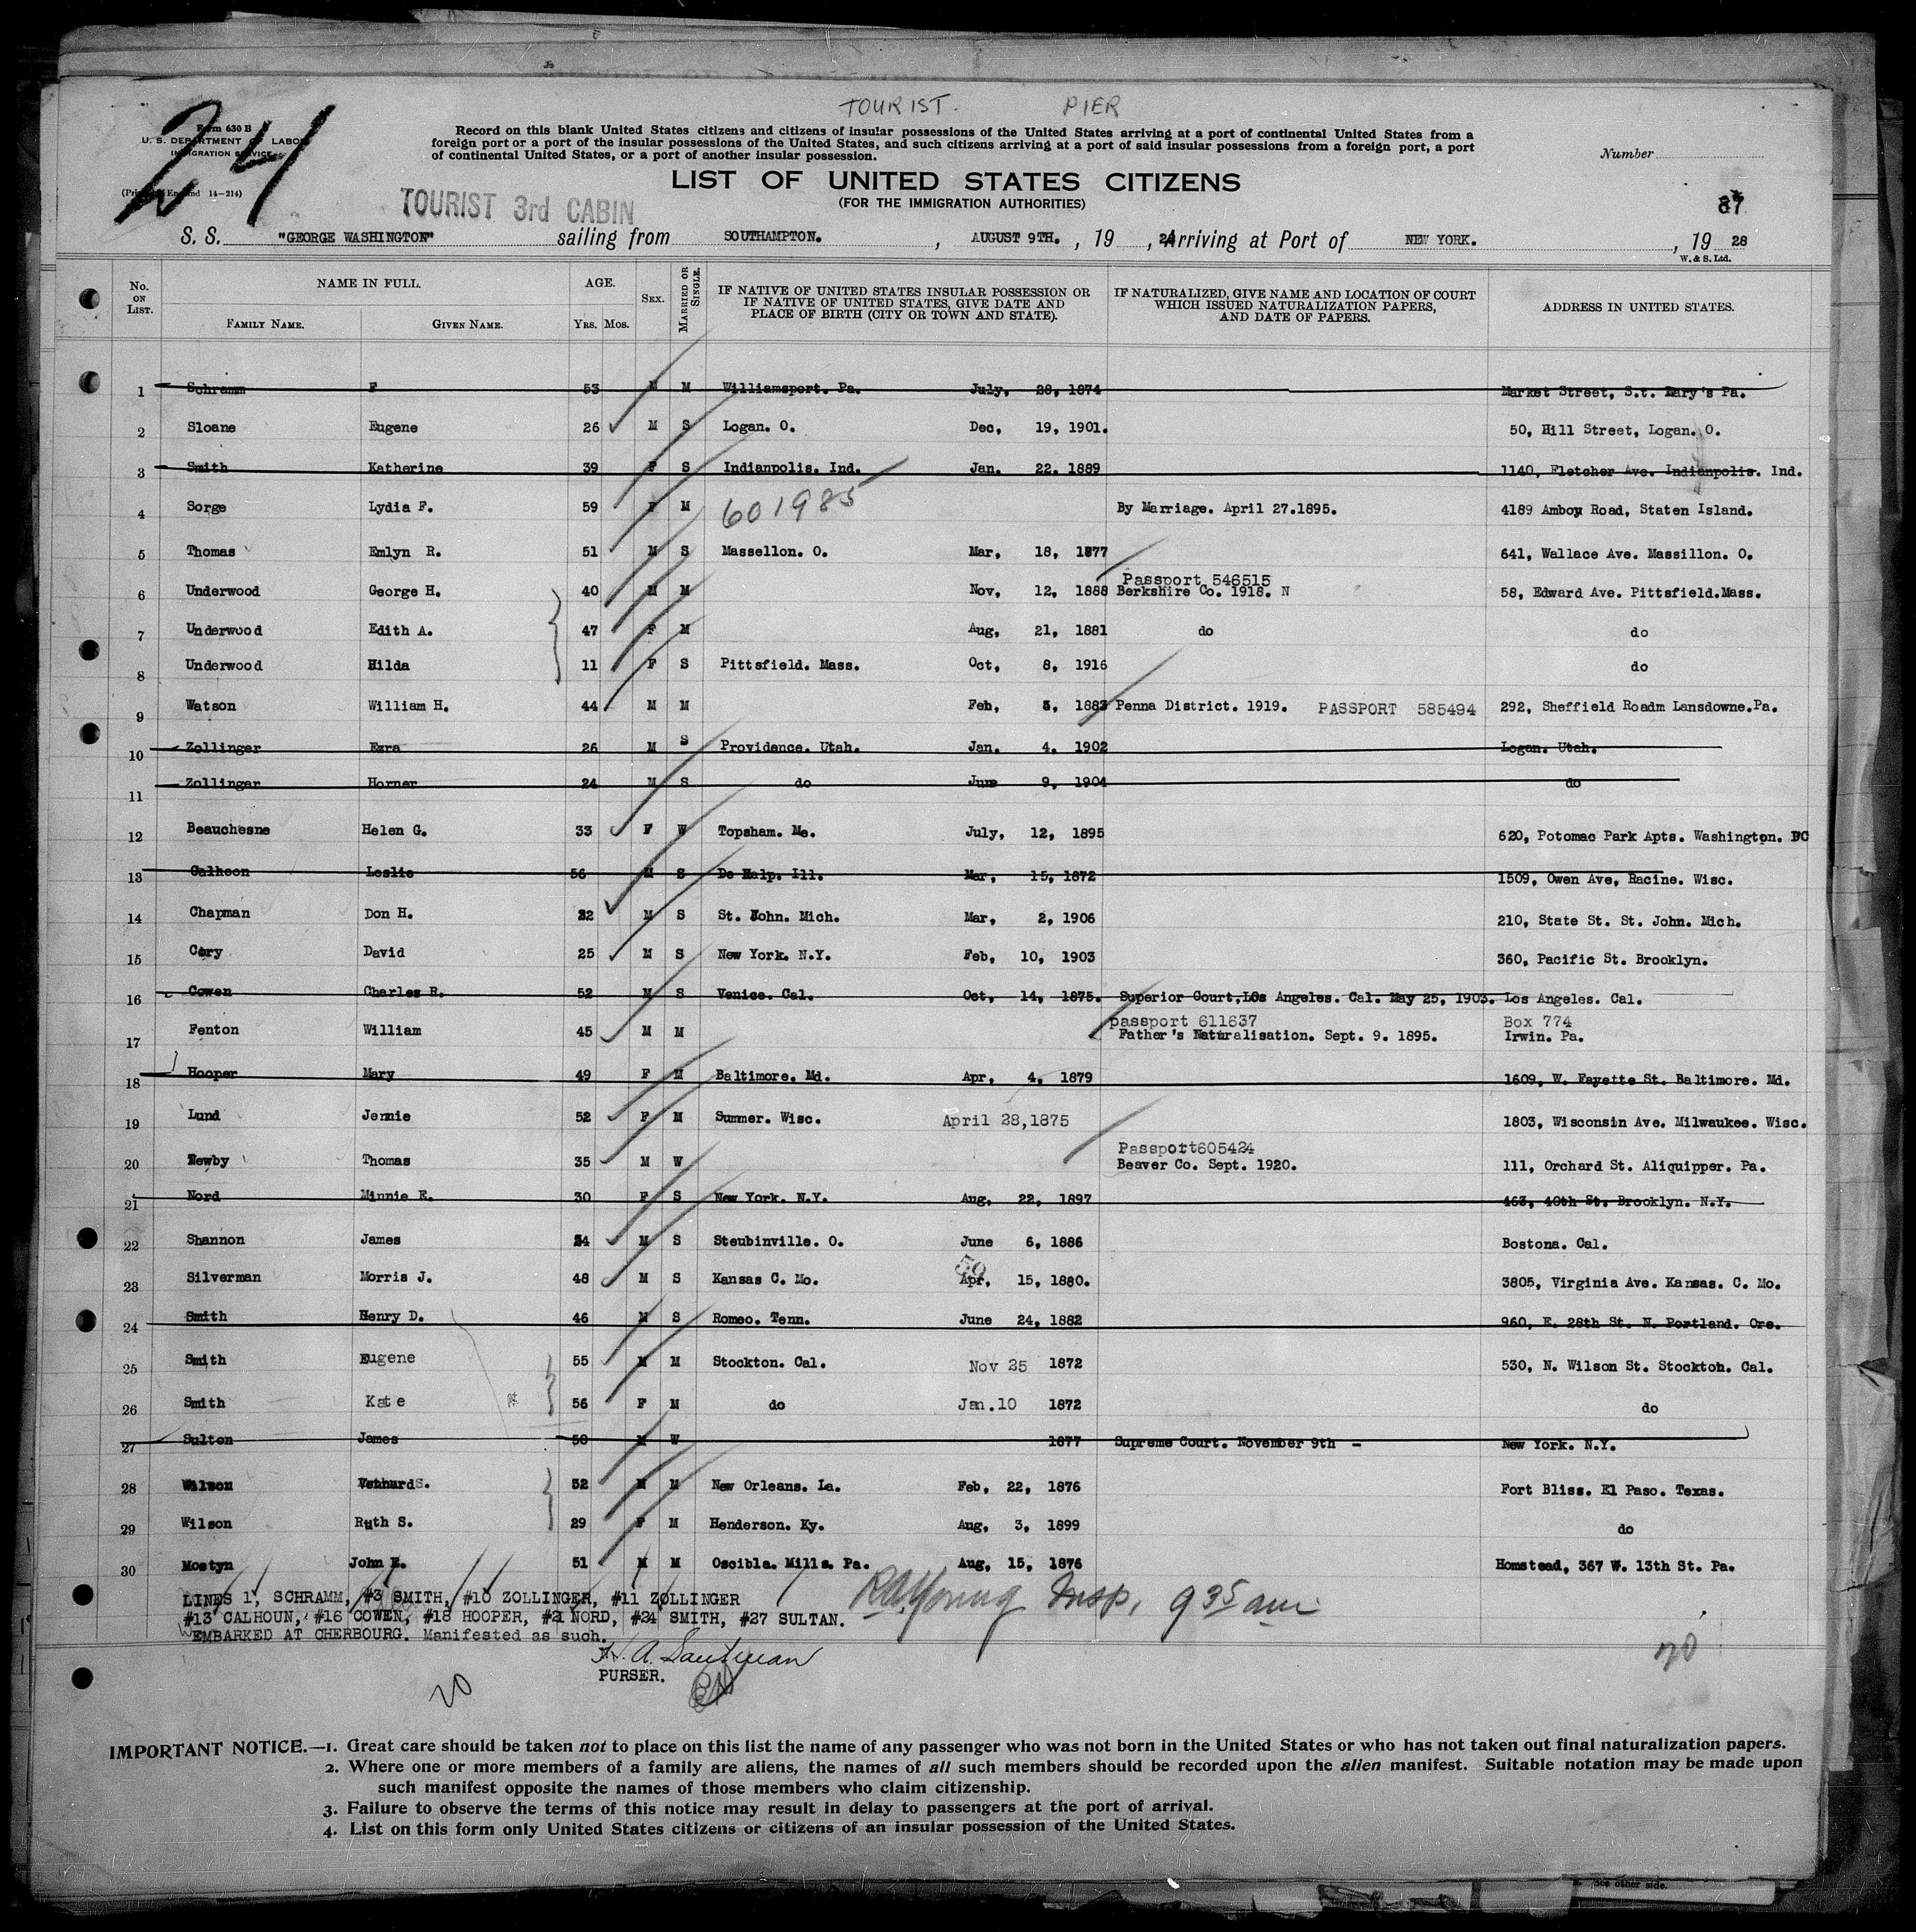 TOURIST. PIER
24
Form 630 B
U. S. DEPARTMENT OF LABOR
IMMIGRATION SERVICE
(Printed in England 14-214)
Record on this blank United States citizens and citizens of insular possessions of the United States arriving at a port of continental United States from a
foreign port or a port of the insular possessions of the United States, and such citizens arriving at a port of said insular possessions from a foreign port, a port
of continental United States, or a port of another insular possession.
Number
LIST OF UNITED STATES CITIZENS
(FOR THE IMMIGRATION AUTHORITIES)
TOURIST 3rd CABIN
87
S. S. "GEORGE WASHINGTON" sailing from SOUTHAMPTON. , AUGUST 9TH. , 19 , Arriving at Port of NEW YORK. , 19 28
W. & S. Ltd.
No. ON LIST. NAME IN FULL. AGE. SEX. MARRIED OR SINGLE. IF NATIVE OF UNITED STATES INSULAR POSSESSION OR IF NATIVE OF UNITED STATES, GIVE DATE AND PLACE OF BIRTH (CITY OR TOWN AND STATE). IF NATURALIZED, GIVE NAME AND LOCATION OF COURT WHICH ISSUED NATURALIZATION PAPERS, AND DATE OF PAPERS. ADDRESS IN UNITED STATES.
FAMILY NAME. GIVEN NAME. YRS. MOS.
1 Schramm F 53 M M Williamsport. Pa. July, 28, 1874 Market Street, S.t. Mary's Pa.
2 Sloane Eugene 26 M S Logan. O. Dec, 19, 1901. 50, Hill Street, Logan. O.
3 Smith Katherine 39 F S Indianpolis. Ind. Jan. 22. 1889 1140, Fletcher Ave. Indianpolis. Ind.
4 Sorge Lydia F. 59 F M 601985 By Marriage. April 27.1895. 4189 Amboy Road, Staten Island.
5 Thomas Emlyn R. 51 M S Massellon. O. Mar, 18, 1877 641, Wallace Ave. Massillon. O.
Passport 546515
6 Underwood George H. 40 M M Nov, 12, 1888 Berkshire Co. 1918. N 58, Edward Ave. Pittsfield.Mass.
7 Underwood Edith A. 47 F M Aug, 21, 1881 do do
8 Underwood Hilda 11 F S Pittsfield. Mass. Oct, 8, 1916 do
9 Watson William H. 44 M M Feb, 1883 Penna District. 1919. PASSPORT 585494 292, Sheffield Roadm Lansdowne.Pa.
10 Zollinger Ezra 26 M S Providence. Utah. Jan. 4. 1902 Logan. Utah.
11 Zollinger Horner 24 M S do June 9, 1904 do
12 Beauchesne Helen G. 33 F W Topsham. Me. July, 12, 1895 620, Potomac Park Apts. Washington. DC
13 Calhoon Leslie 56 M S De Kalp. Ill. Mar, 15, 1872 1509, Owen Ave, Racine. Wisc.
14 Chapman Don H. 22 M S St. John. Mich. Mar, 2, 1906 210, State St. St. John. Mich.
15 Cory David 25 M S New York. N.Y. Feb, 10, 1903 360, Pacific St. Brooklyn.
16 Cowen Charles R. 52 M S Venice. Cal. Oct, 14, 1875. Superior Court,Los Angeles. Cal. May 25, 1903. Los Angeles. Cal.
passport 611637 Box 774
17 Fenton William 45 M M Father's Naturalisation. Sept. 9. 1895. Irwin. Pa.
18 Hooper Mary 49 F M Baltimore. Md. Apr, 4, 1879 1609, W. Fayette St. Baltimore. Md.
19 Lund Jennie 52 F M Summer. Wisc. April 28,1875 1803, Wisconsin Ave. Milwaukee. Wisc.
Passport605424
20 Newby Thomas 35 M W Beaver Co. Sept. 1920. 111, Orchard St. Aliquipper. Pa.
21 Nord Minnie E. 30 F S New York. N.Y. Aug, 22, 1897 463, 40th St. Brooklyn. N.Y.
22 Shannon James M S Steubinville. O. June 6, 1886 Bostona. Cal.
23 Silverman Morris J. 48 M S Kansas C. Mo. Apr, 15, 1880. 3805, Virginia Ave. Kansas. C. Mo.
24 Smith Henry D. 46 M S Romeo. Tenn. June 24, 1882 960, E. 28th St. N. Portland. Ore.
25 Smith Eugene 55 M M Stockton. Cal. Nov 25 1872 530, N. Wilson St. Stockton. Cal.
26 Smith Kate 56 F M do Jan.10 1872 do
27 Sulton James 50 M W 1877 Supreme Court. November 9th - New York. N.Y.
28 Wilson S. 52 M M New Orleans. La. Feb, 22, 1876 Fort Bliss. El Paso. Texas.
29 Wilson Ruth S. 29 F M Henderson. Ky. Aug, 3, 1899 do
30 Mostyn John E. 51 M M Oscibla. Mills. Pa. Aug, 15, 1876 Homstead, 367 W. 13th St. Pa.
LINES 1, SCHRAMM, #3 SMITH, #10 ZOLLINGER, #11 ZOLLINGER
#13 CALHOUN, #16 COWEN, #18 HOOPER, #21 NORD, #24 SMITH, #27 SULTAN.
EMBARKED AT CHERBOURG. Manifested as such.
Young Insp, 9 35 am
PURSER.
20
20
IMPORTANT NOTICE.—1. Great care should be taken not to place on this list the name of any passenger who was not born in the United States or who has not taken out final naturalization papers.
2. Where one or more members of a family are aliens, the names of all such members should be recorded upon the alien manifest. Suitable notation may be made upon
such manifest opposite the names of those members who claim citizenship.
3. Failure to observe the terms of this notice may result in delay to passengers at the port of arrival.
4. List on this form only United States citizens or citizens of an insular possession of the United States.
See other side.